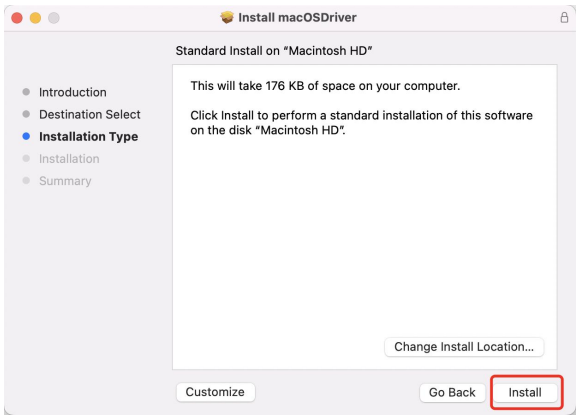 Install macOSDriver
Standard Install on “Macintosh HD”
Introduction
Destination Select
Installation Type
Installation
Summary
This will take 176 KB of space on your computer.
Click Install to perform a standard installation of this software
on the disk “Macintosh HD”.
Change Install Location...
Customize
Go Back
Install